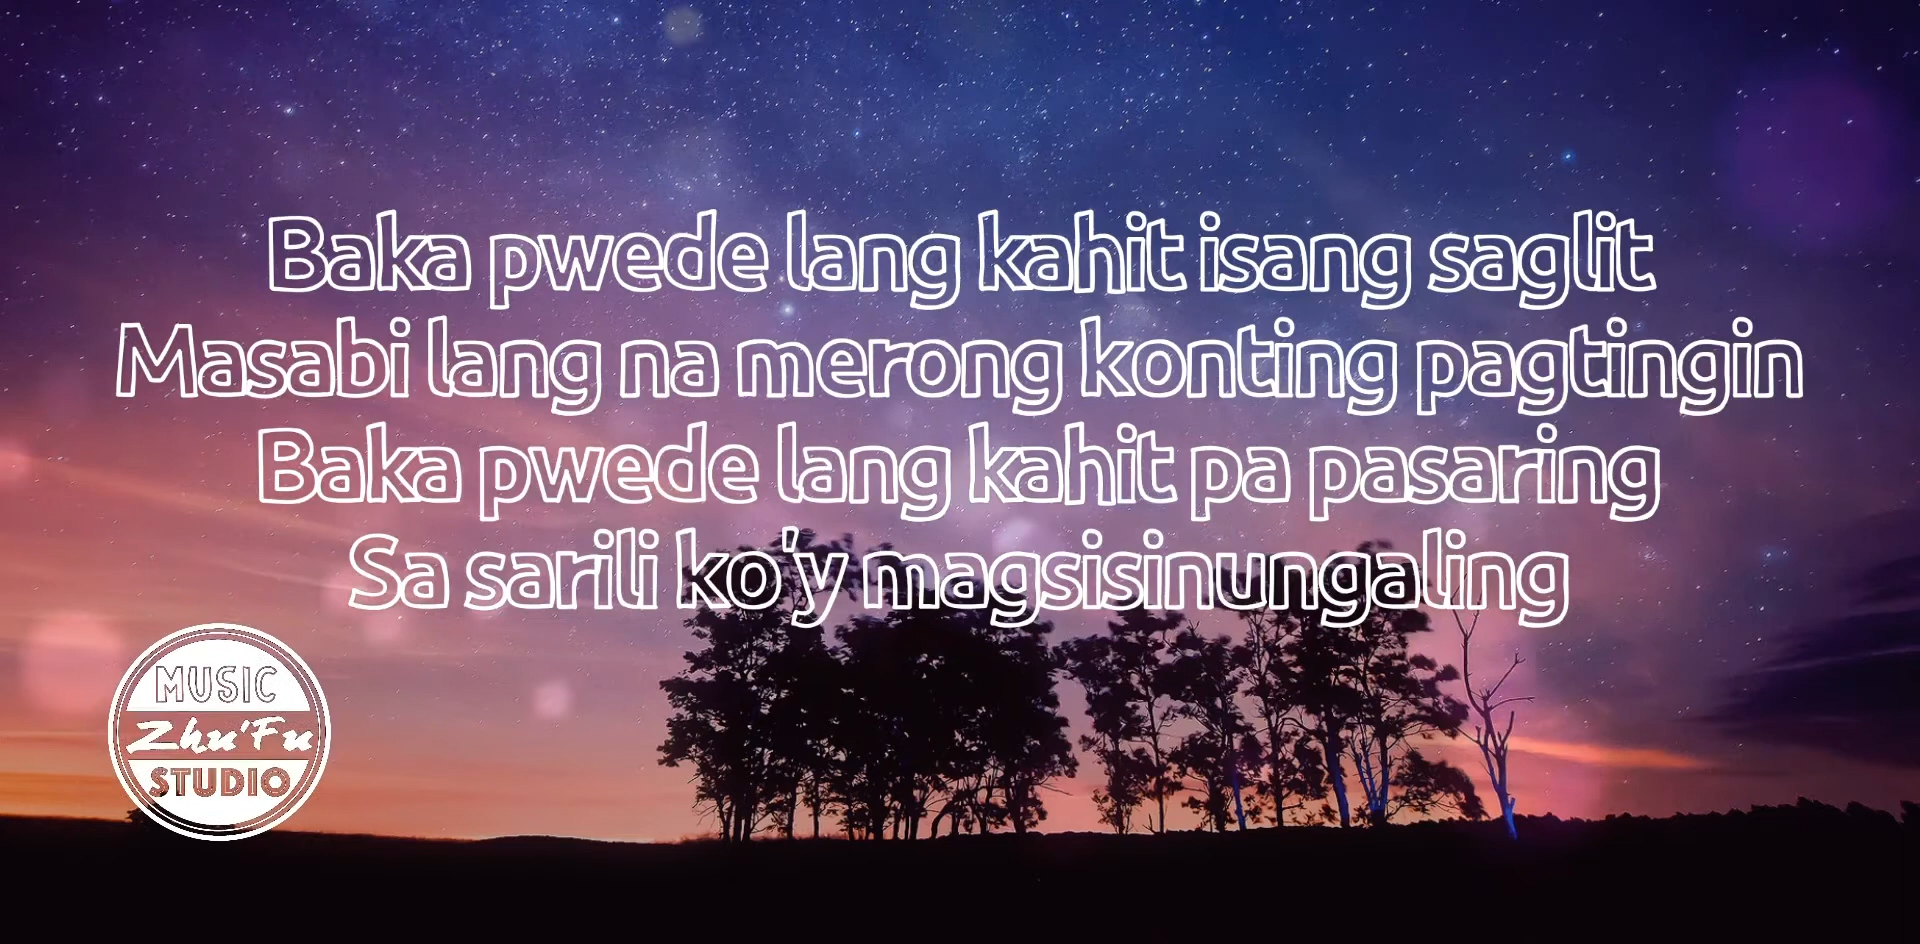 Baka pwede lang kahit isang saglit
Masabi lang na merong konting pagtingin
Baka pwede lang kahit pa pasaring
Sa sarili ko'y magsisinungaling
MUSIC
Zhu'Fu
STUDIO